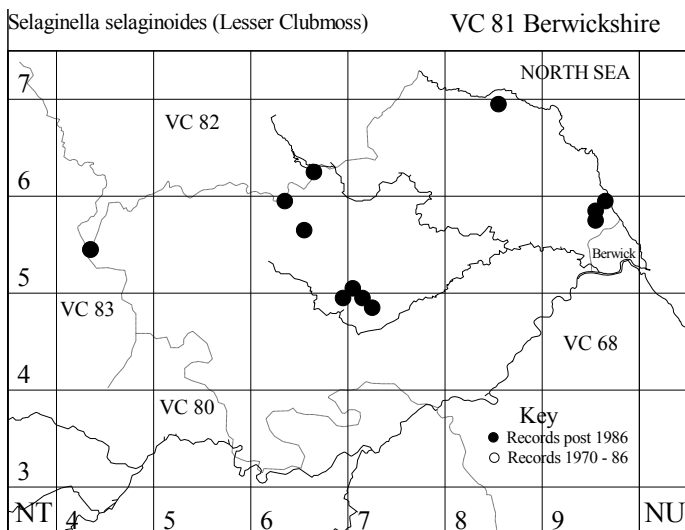 Selaginella selaginoides (Lesser Clubmoss) VC 81 Berwickshire
7 NORTH SEA
VC 82
6
Berwick
5
VC 83
VC 68
4
VC 80
Key
Records post 1986
Records 1970 - 86
3
NT 4 5 6 7 8 9 NU